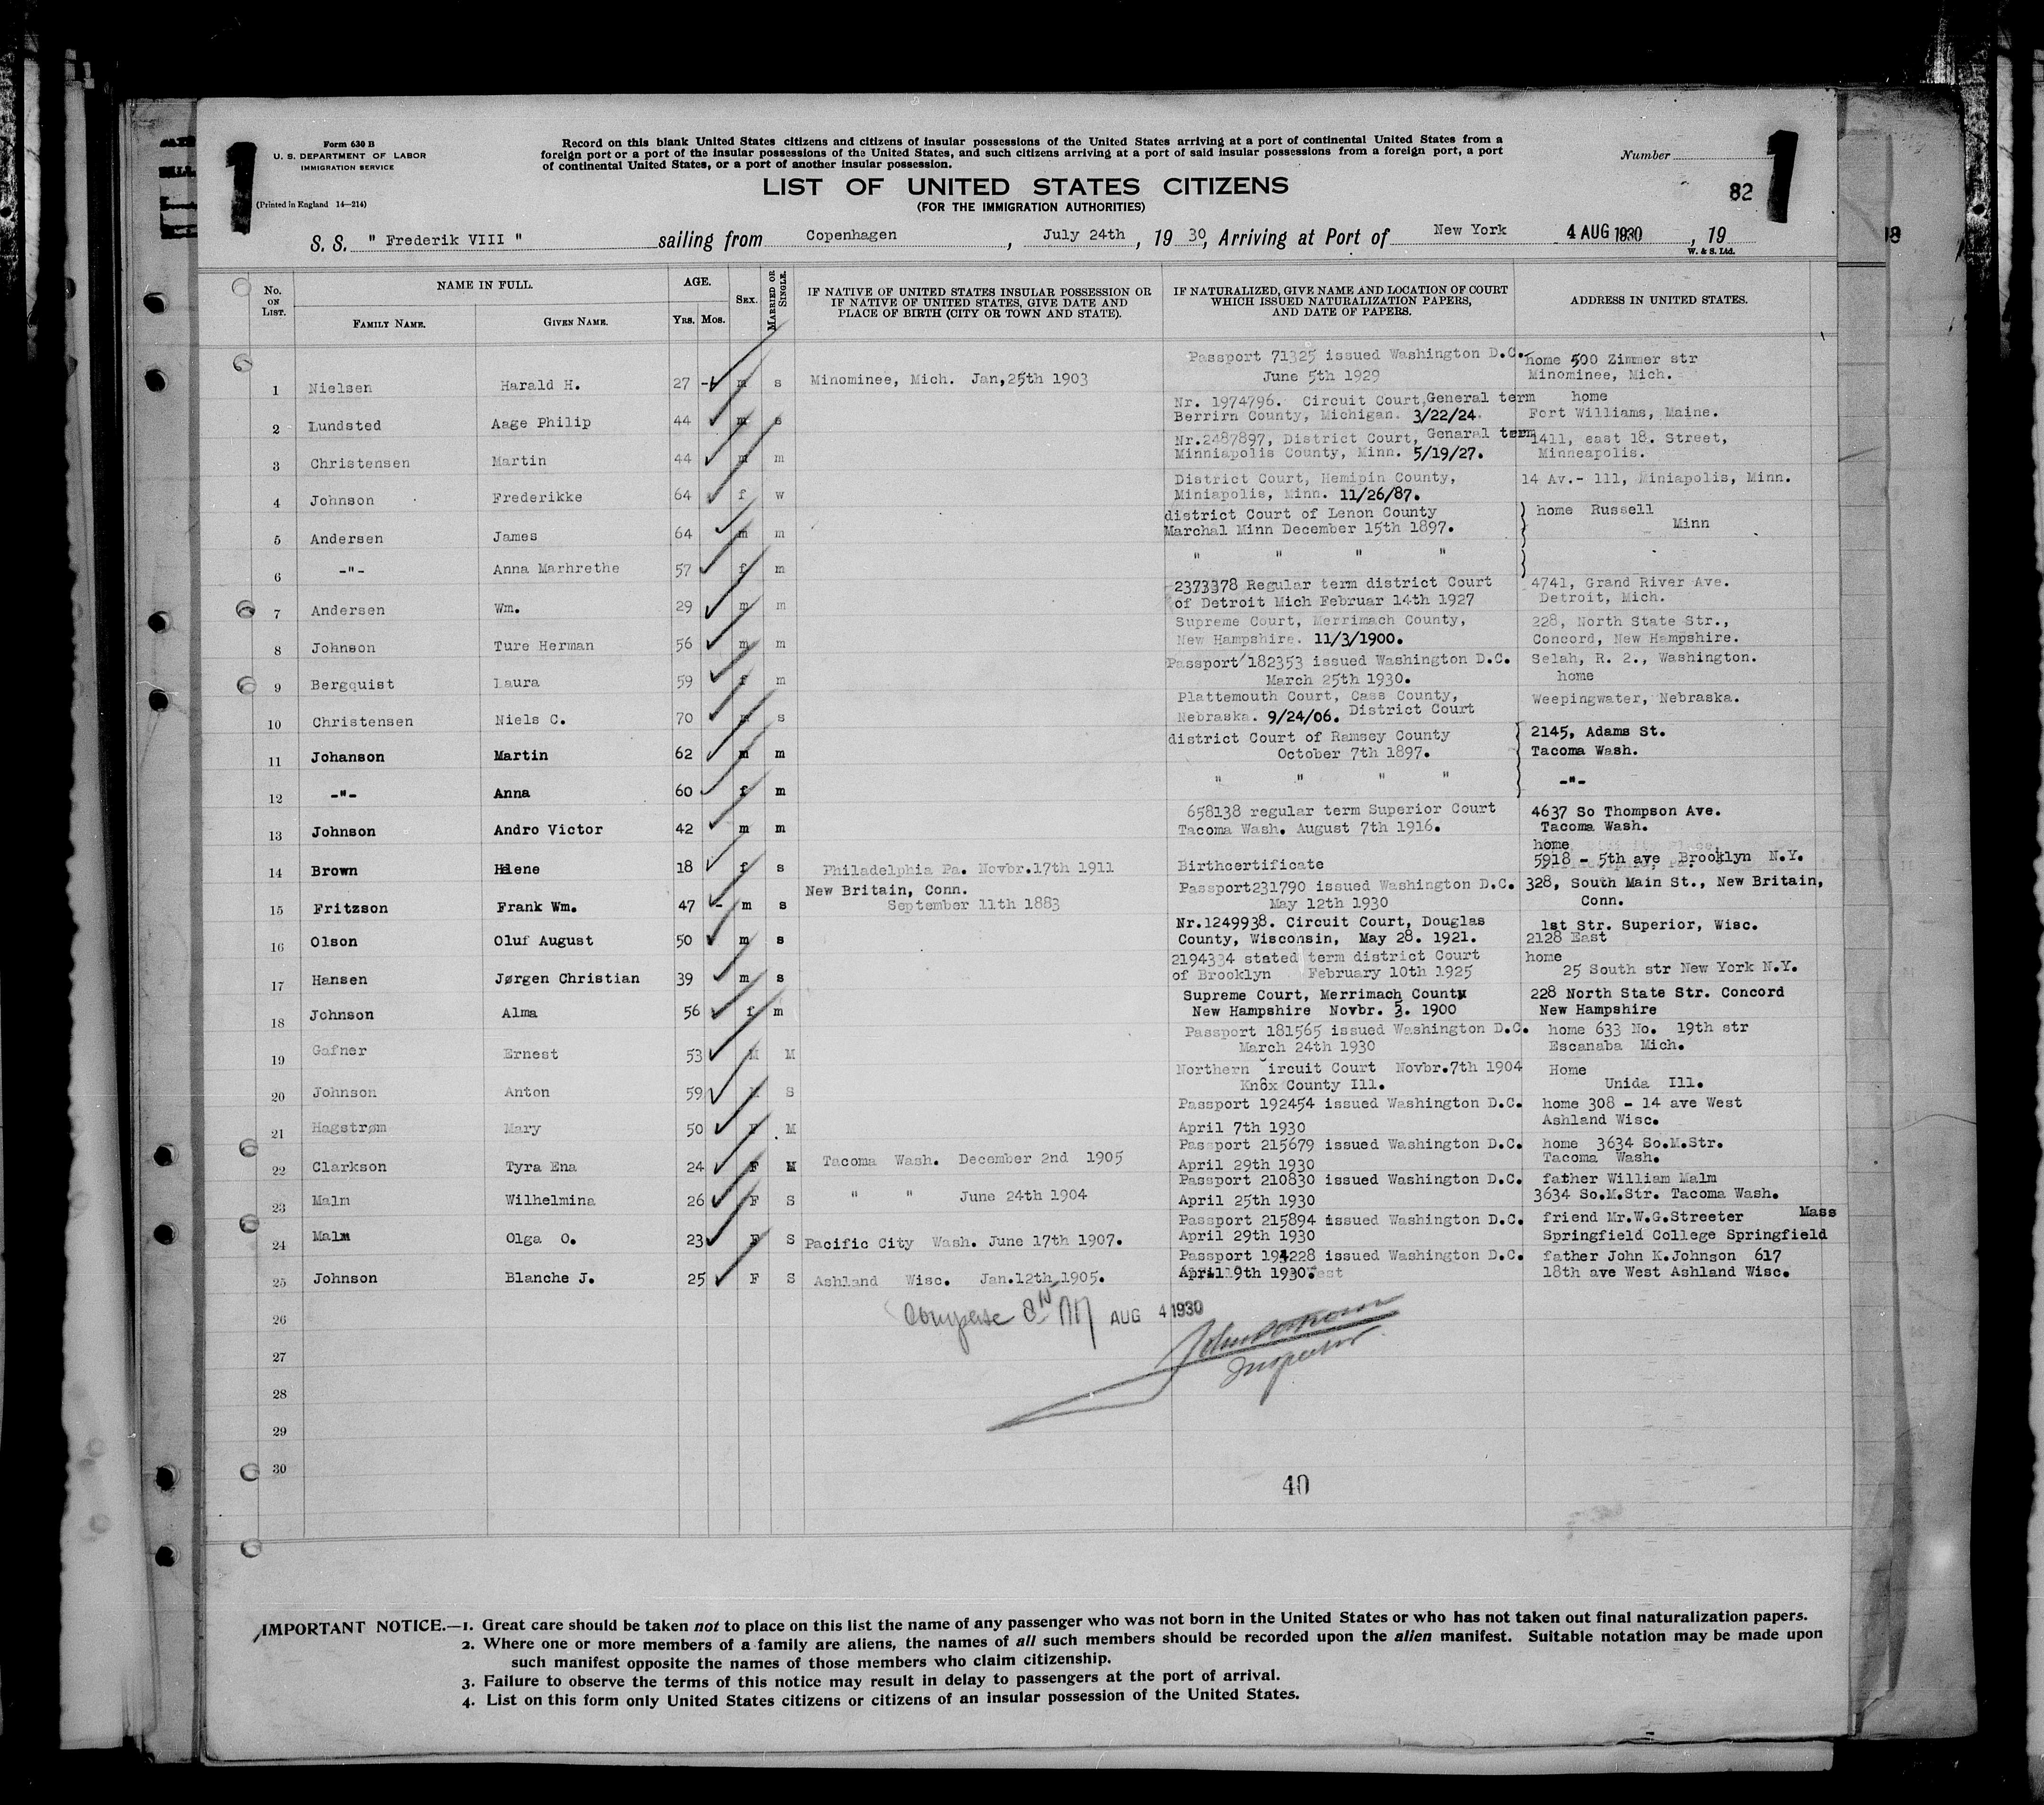 1
Form 630 B
U. S. DEPARTMENT OF LABOR
IMMIGRATION SERVICE
(Printed in England 14—214)
Record on this blank United States citizens and citizens of insular possessions of the United States arriving at a port of continental United States from a
foreign port or a port of the insular possessions of the United States, and such citizens arriving at a port of said insular possessions from a foreign port, a port
of continental United States, or a port of another insular possession.
Number
1
82
LIST OF UNITED STATES CITIZENS
(FOR THE IMMIGRATION AUTHORITIES)
S. S. " Frederik VIII " sailing from Copenhagen, July 24th, 19 30, Arriving at Port of New York 4 AUG 1930, 19
W. & S. Ltd.
No. ON LIST.
NAME IN FULL.
FAMILY NAME. GIVEN NAME.
AGE.
YRS. MOS.
SEX.
MARRIED OR SINGLE.
IF NATIVE OF UNITED STATES INSULAR POSSESSION OR
IF NATIVE OF UNITED STATES, GIVE DATE AND
PLACE OF BIRTH (CITY OR TOWN AND STATE).
IF NATURALIZED, GIVE NAME AND LOCATION OF COURT
WHICH ISSUED NATURALIZATION PAPERS,
AND DATE OF PAPERS.
ADDRESS IN UNITED STATES.
Passport 71325 issued Washington D.C. home 500 Zimmer str
1 Nielsen Harald H. 27 - m s Minominee, Mich. Jan,25th 1903 June 5th 1929 Minominee, Mich.
Nr. 1974796. Circuit Court,General term home
2 Lundsted Aage Philip 44 m s Berrirn County, Michigan. 3/22/24. Fort Williams, Maine.
Nr.2487897, District Court, Genaral term 1411, east 18. Street,
3 Christensen Martin 44 m m Minniapolis County, Minn. 5/19/27. Minneapolis.
District Court, Hemipin County, 14 Av.- 111, Miniapolis, Minn.
4 Johnson Frederikke 64 f w Miniapolis, Minn. 11/26/87.
district Court of Lenon County home Russell
5 Andersen James 64 m m Marchal Minn December 15th 1897. Minn
6 -"- Anna Marhrethe 57 f m " " " "
2373378 Regular term district Court 4741, Grand River Ave.
7 Andersen Wm. 29 m m of Detroit Mich Februar 14th 1927 Detroit, Mich.
Supreme Court, Merrimach County, 228, North State Str.,
8 Johnson Ture Herman 56 m m New Hampshire. 11/3/1900. Concord, New Hampshire.
Passport 182353 issued Washington D.C. Selah, R. 2., Washington.
9 Bergquist Laura 59 f m March 25th 1930. home
Plattemouth Court, Cass County, Weepingwater, Nebraska.
10 Christensen Niels C. 70 m s Nebraska. 9/24/06. District Court
district Court of Ramsey County 2145, Adams St.
11 Johanson Martin 62 m m October 7th 1897. Tacoma Wash.
12 -"- Anna 60 f m " " " " -"-
658138 regular term Superior Court 4637 So Thompson Ave.
13 Johnson Andro Victor 42 m m Tacoma Wash. August 7th 1916. Tacoma Wash.
home
14 Brown Helene 18 f s Philadelphia Pa. Novbr.17th 1911 Birthcertificate 5918 - 5th ave Brooklyn N.Y.
New Britain, Conn. Passport231790 issued Washington D.C. 328, South Main St., New Britain,
15 Fritzson Frank Wm. 47 - m s September 11th 1883 May 12th 1930 Conn.
Nr.1249938. Circuit Court, Douglas 1st Str. Superior, Wisc.
16 Olson Oluf August 50 m s County, Wisconsin, May 28. 1921. 2128 East
2194334 stated term district Court home
17 Hansen Jørgen Christian 39 m s of Brooklyn February 10th 1925 25 South str New York N.Y.
Supreme Court, Merrimach County 228 North State Str. Concord
18 Johnson Alma 56 f m New Hampshire Novbr. 3. 1900 New Hampshire
Passport 181565 issued Washington D.C. home 633 No. 19th str
19 Gafner Ernest 53 M M March 24th 1930 Escanaba Mich.
Northern ircuit Court Novbr.7th 1904 Home
20 Johnson Anton 59 M S Knox County Ill. Unida Ill.
Passport 192454 issued Washington D.C. home 308 - 14 ave West
21 Hagstrøm Mary 50 F M April 7th 1930 Ashland Wisc.
Passport 215679 issued Washington D.C. home 3634 So.M.Str.
22 Clarkson Tyra Ena 24 F M Tacoma Wash. December 2nd 1905 April 29th 1930 Tacoma Wash.
Passport 210830 issued Washington D.C. father William Malm
23 Malm Wilhelmina 26 F S " " June 24th 1904 April 25th 1930 3634 So.M.Str. Tacoma Wash.
Passport 215894 issued Washington D.C. friend Mr.W.G.Streeter Mass
24 Malm Olga O. 23 F S Pacific City Wash. June 17th 1907. April 29th 1930 Springfield College Springfield
Passport 194228 issued Washington D.C. father John K.Johnson 617
25 Johnson Blanche J. 25 F S Ashland Wisc. Jan.12th 1905. April 9th 1930. 18th ave West Ashland Wisc.
26
AUG 4 1930
Inspector
27
28
29
30
40
IMPORTANT NOTICE.—1. Great care should be taken not to place on this list the name of any passenger who was not born in the United States or who has not taken out final naturalization papers.
2. Where one or more members of a family are aliens, the names of all such members should be recorded upon the alien manifest. Suitable notation may be made upon
such manifest opposite the names of those members who claim citizenship.
3. Failure to observe the terms of this notice may result in delay to passengers at the port of arrival.
4. List on this form only United States citizens or citizens of an insular possession of the United States.